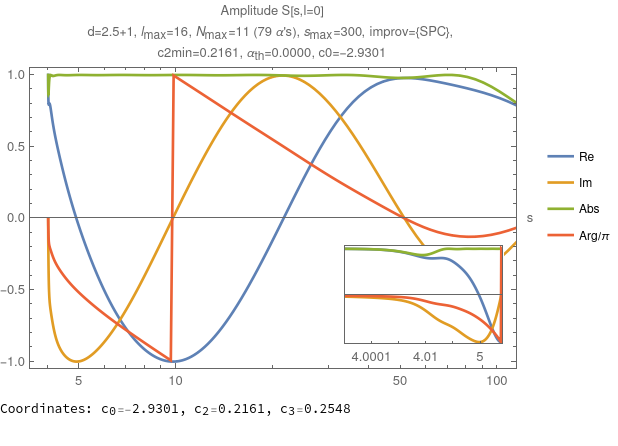 Amplitude S[s,l=0]
d=2.5+1, lmax=16, Nmax=11 (79 α's), smax=300, improv={SPC},
c2min=0.2161, αth=0.0000, c0=-2.9301
1.0
0.5
0.0
-0.5
-1.0
s
Re
Im
Abs
Arg/π
4.0001 4.01 5
5 10 50 100
Coordinates: c0=-2.9301, c2=0.2161, c3=0.2548